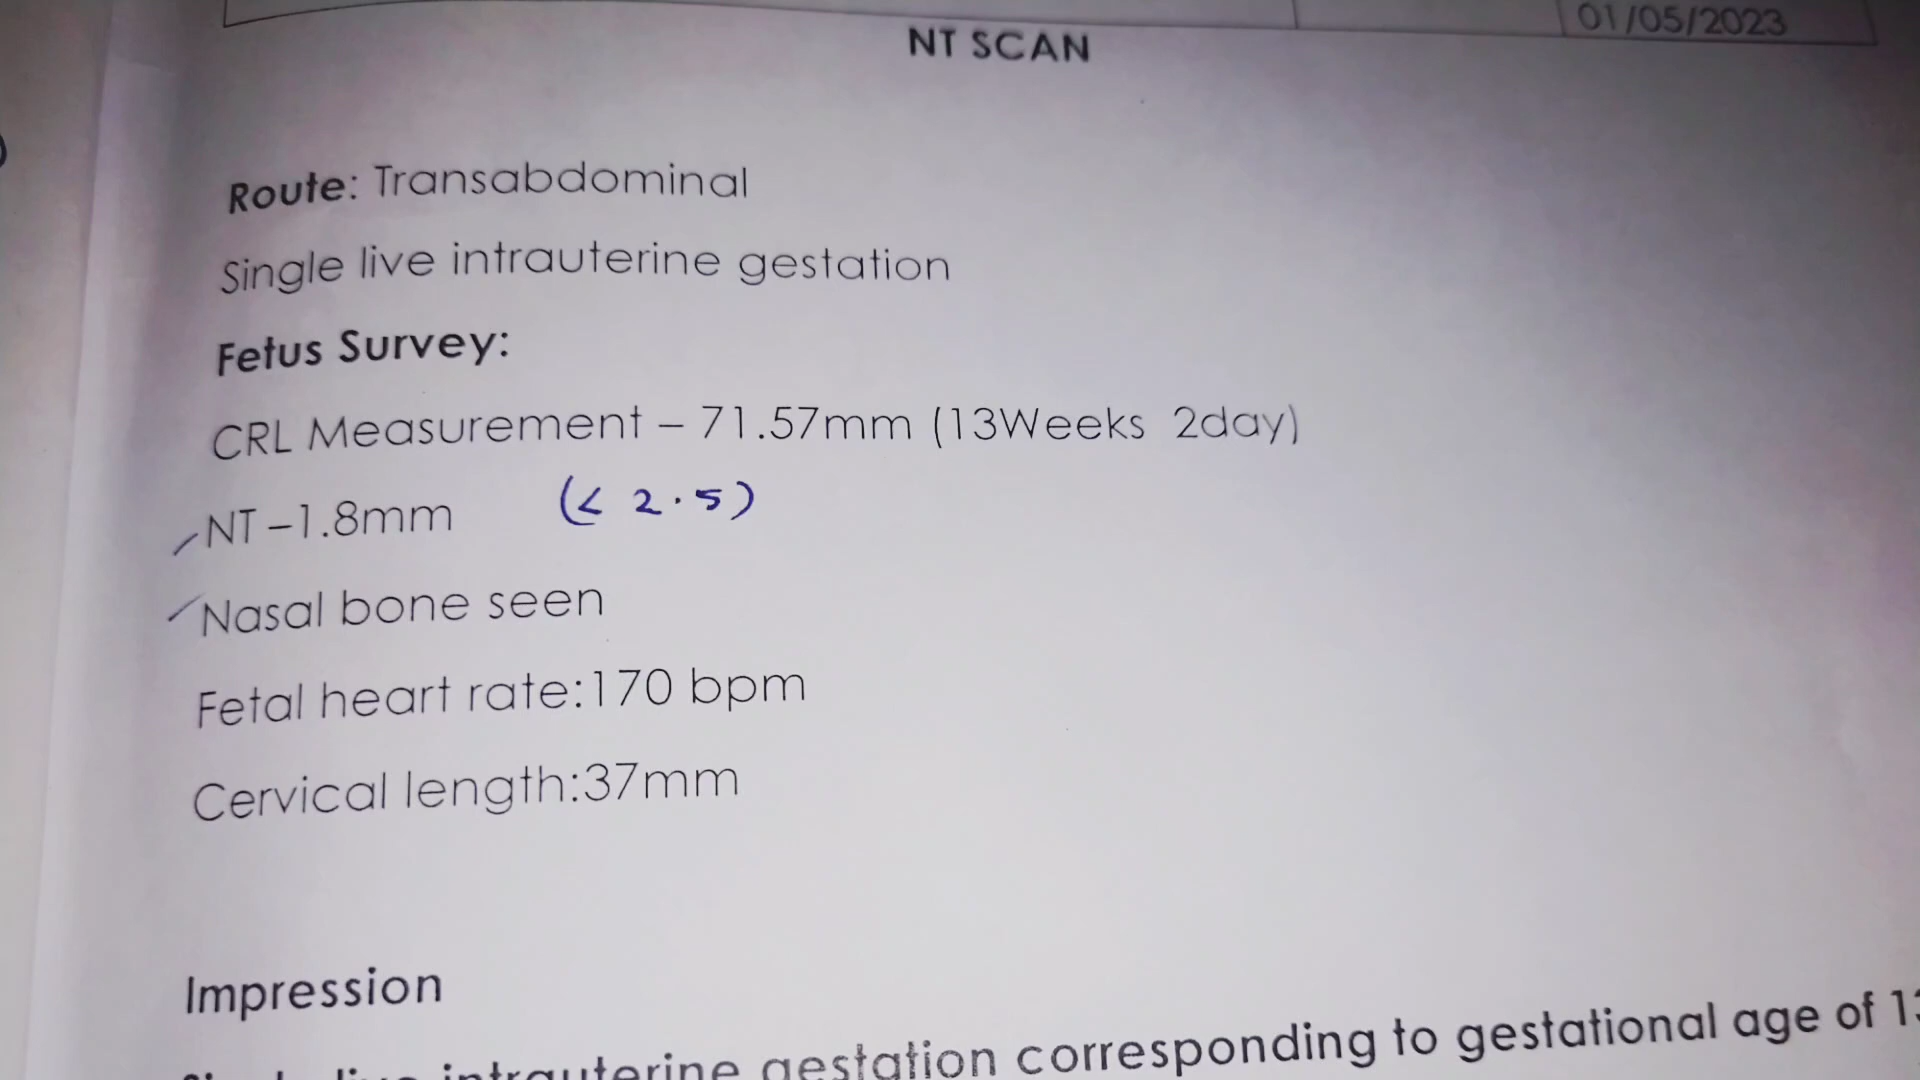 01/05/2023
NT SCAN
Route: Transabdominal
Single live intrauterine gestation
Fetus Survey:
CRL Measurement – 71.57mm (13Weeks 2day)
NT –1.8mm (< 2.5)
Nasal bone seen
Fetal heart rate:170 bpm
Cervical length:37mm
Impression
intrauterine gestation corresponding to gestational age of